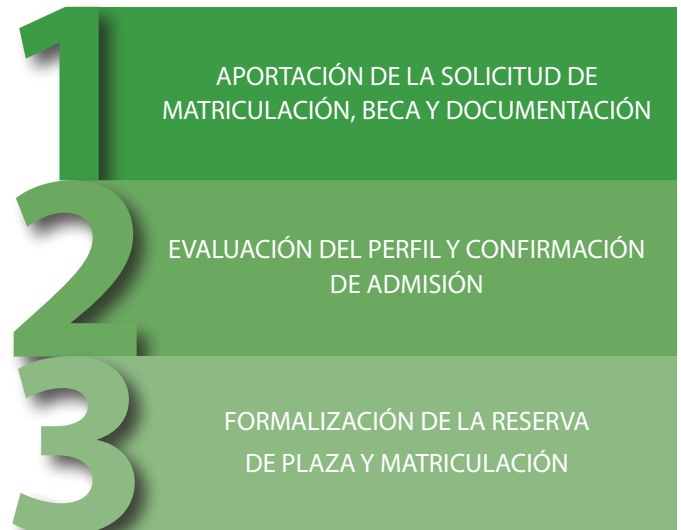 1
APORTACIÓN DE LA SOLICITUD DE
MATRICULACIÓN, BECA Y DOCUMENTACIÓN
2
EVALUACIÓN DEL PERFIL Y CONFIRMACIÓN
DE ADMISIÓN
3
FORMALIZACIÓN DE LA RESERVA
DE PLAZA Y MATRICULACIÓN